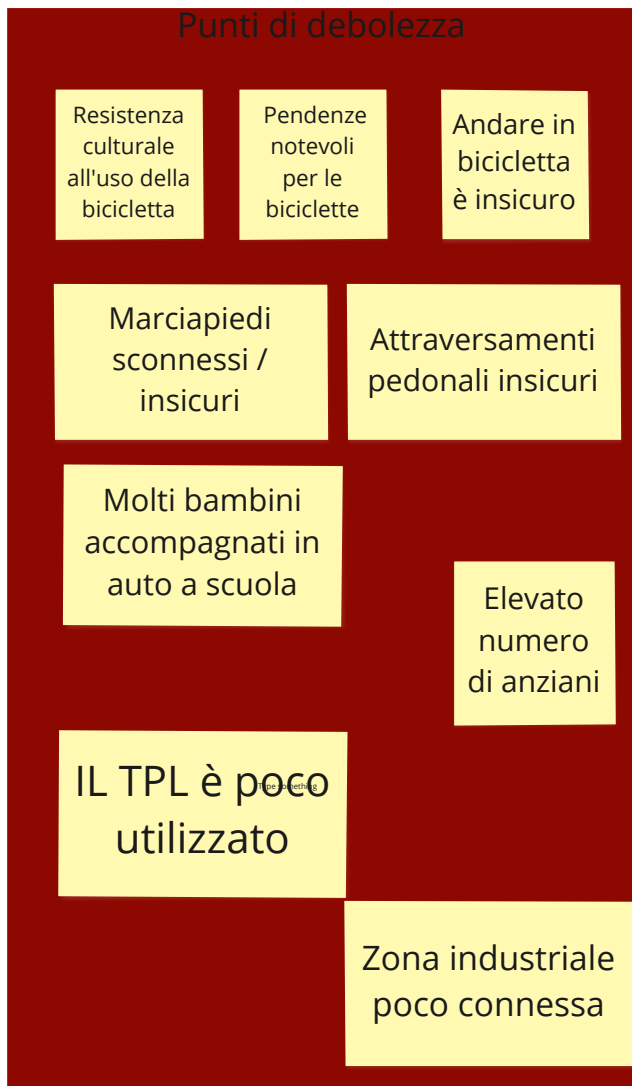 Punti di debolezza
Resistenza
culturale
all'uso della
bicicletta
Pendenze
notevoli
per le
biciclette
Andare in
bicicletta
è insicuro
Marciapiedi
sconnessi /
insicuri
Attraversamenti
pedonali insicuri
Molti bambini
accompagnati in
auto a scuola
Elevato
numero
di anziani
IL TPL è poco
utilizzato
Type something
Zona industriale
poco connessa